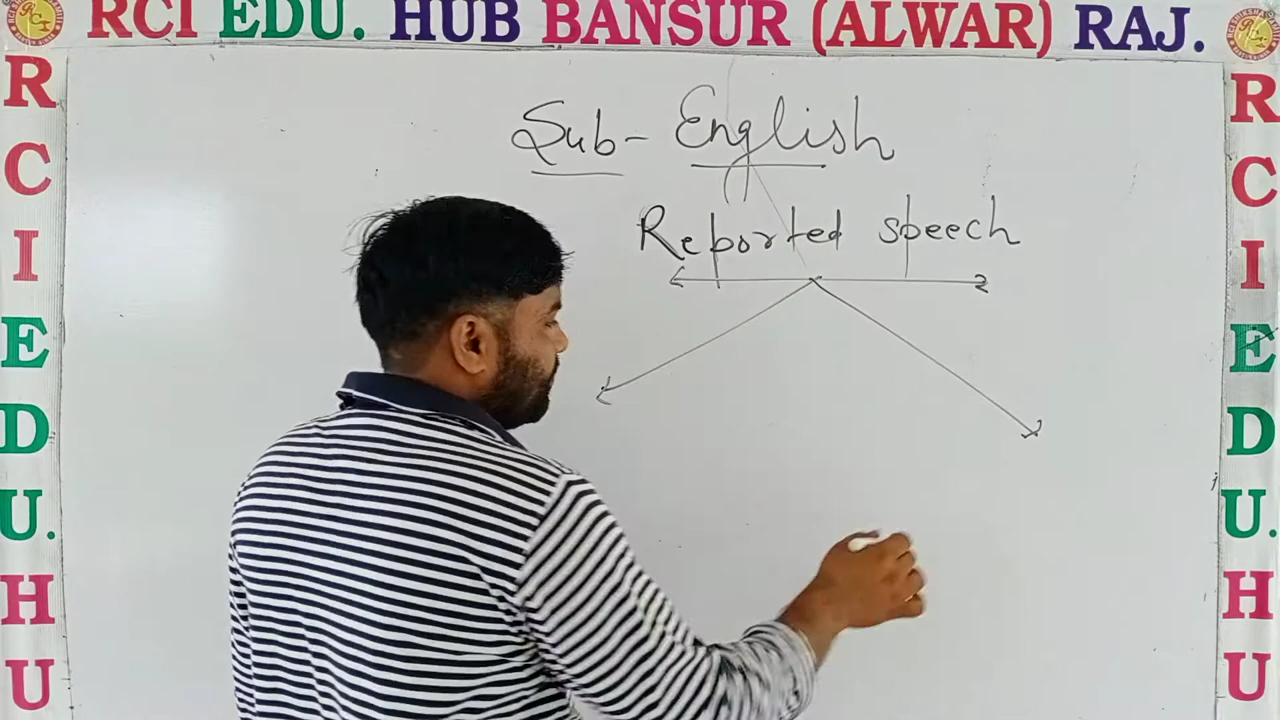 RCI EDU. HUB BANSUR (ALWAR) RAJ.
Sub- English
Reported speech
R
C
I
E
D
U.
H
U
R
C
I
E
D
U.
H
U